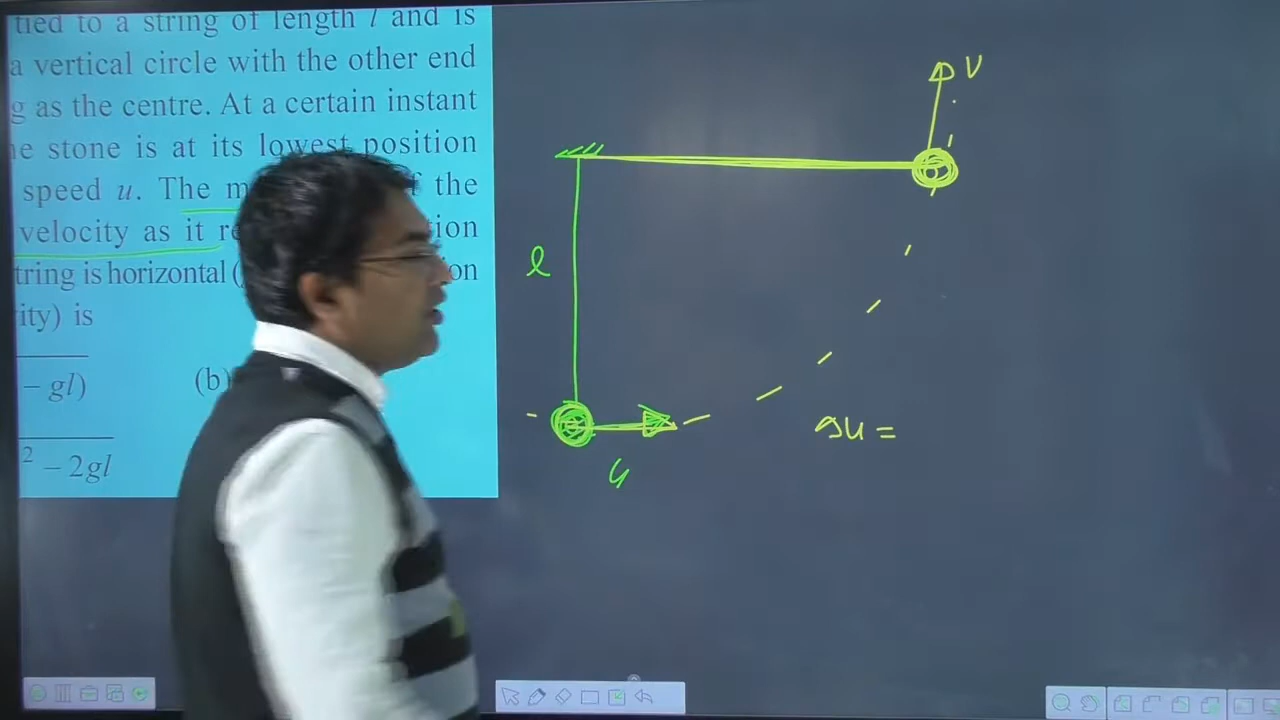 tied to a string of length l and is
a vertical circle with the other end
g as the centre. At a certain instant
e stone is at its lowest position
speed u. The m the
velocity as it r ion
tring is horizontal ( on
ity) is
– gl) (b)
2 – 2gl
V
l
u